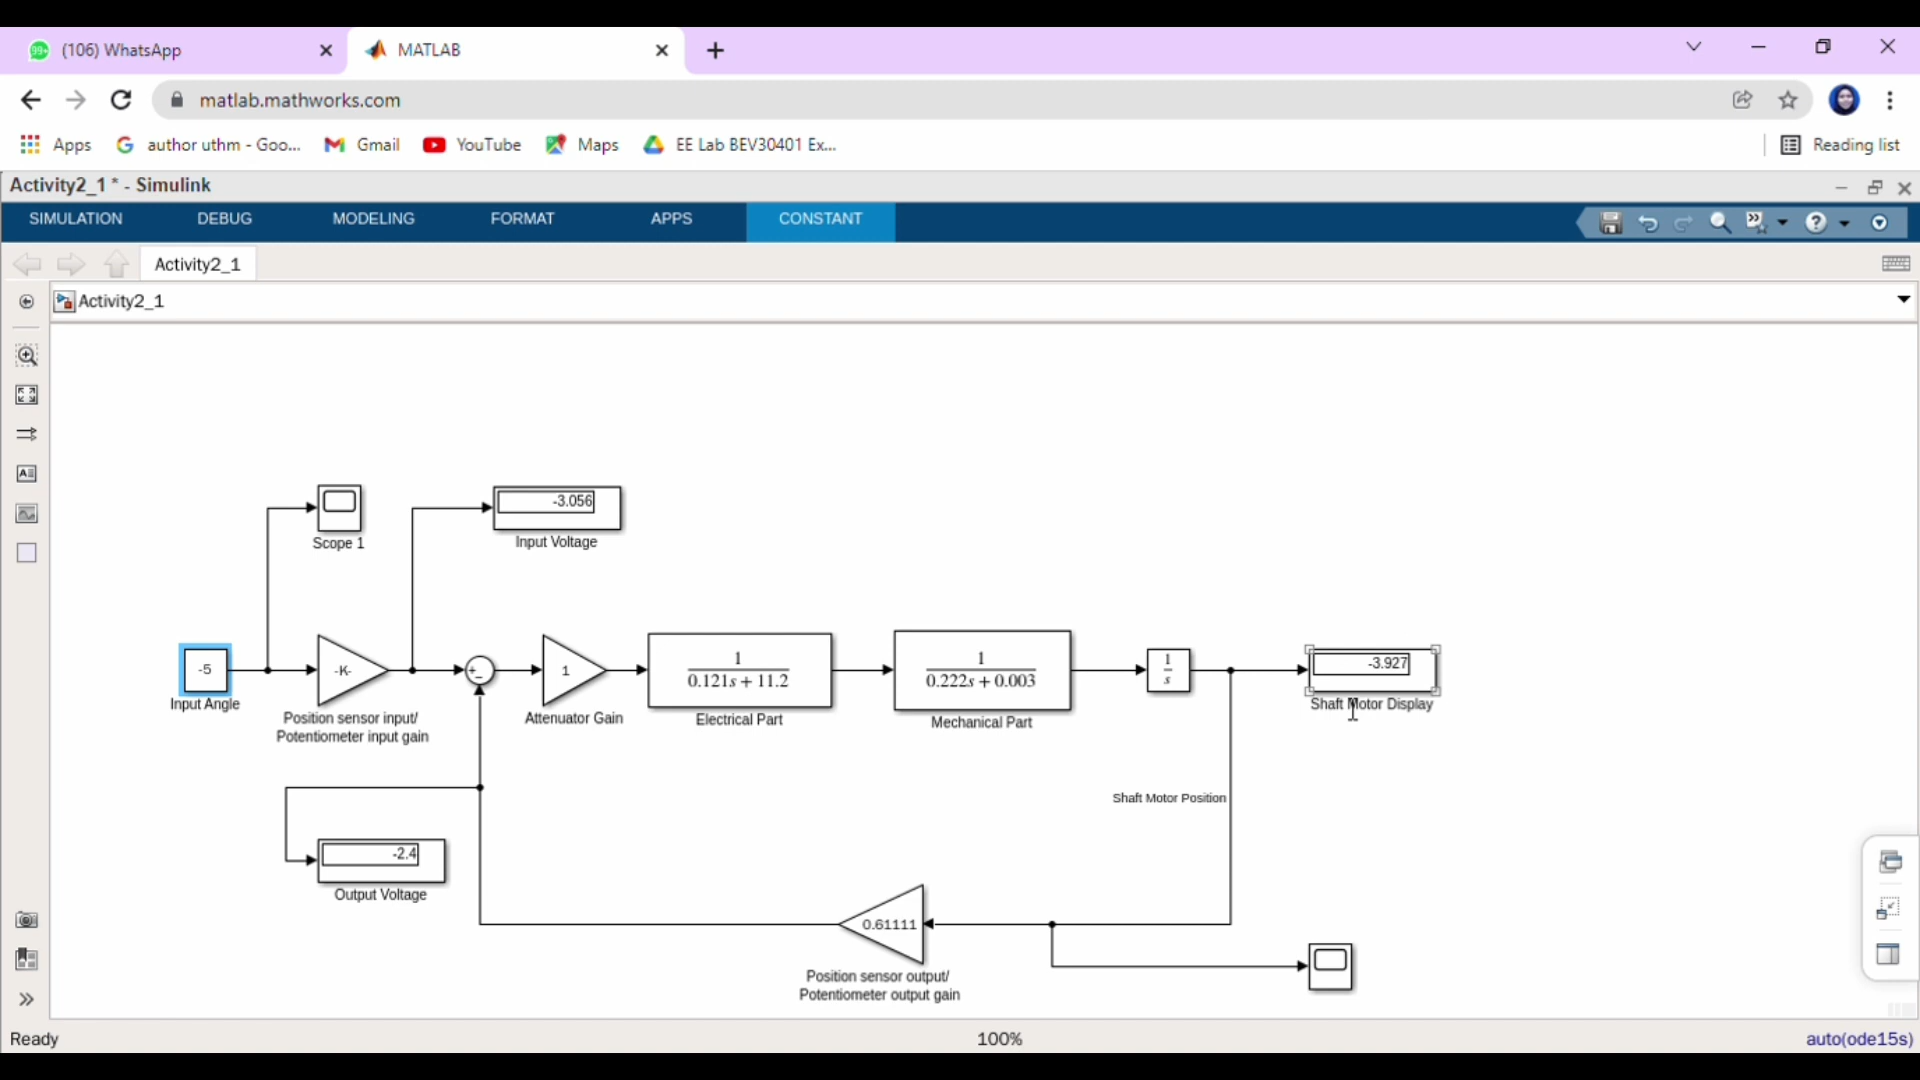 99+ (106) WhatsApp
MATLAB
matlab.mathworks.com
Apps
author uthm - Goo...
Gmail
YouTube
Maps
EE Lab BEV30401 Ex...
Reading list
Activity2_1 * - Simulink
SIMULATION
DEBUG
MODELING
FORMAT
APPS
CONSTANT
Activity2_1
Activity2_1
-3.056
Scope 1
Input Voltage
-5
-K-
+
-
1
1
0.121s + 11.2
1
0.222s + 0.003
1
s
-3.927
Input Angle
Position sensor input/
Potentiometer input gain
Attenuator Gain
Electrical Part
Mechanical Part
Shaft Motor Display
Shaft Motor Position
-2.4
Output Voltage
0.61111
Position sensor output/
Potentiometer output gain
Ready
100%
auto(ode15s)